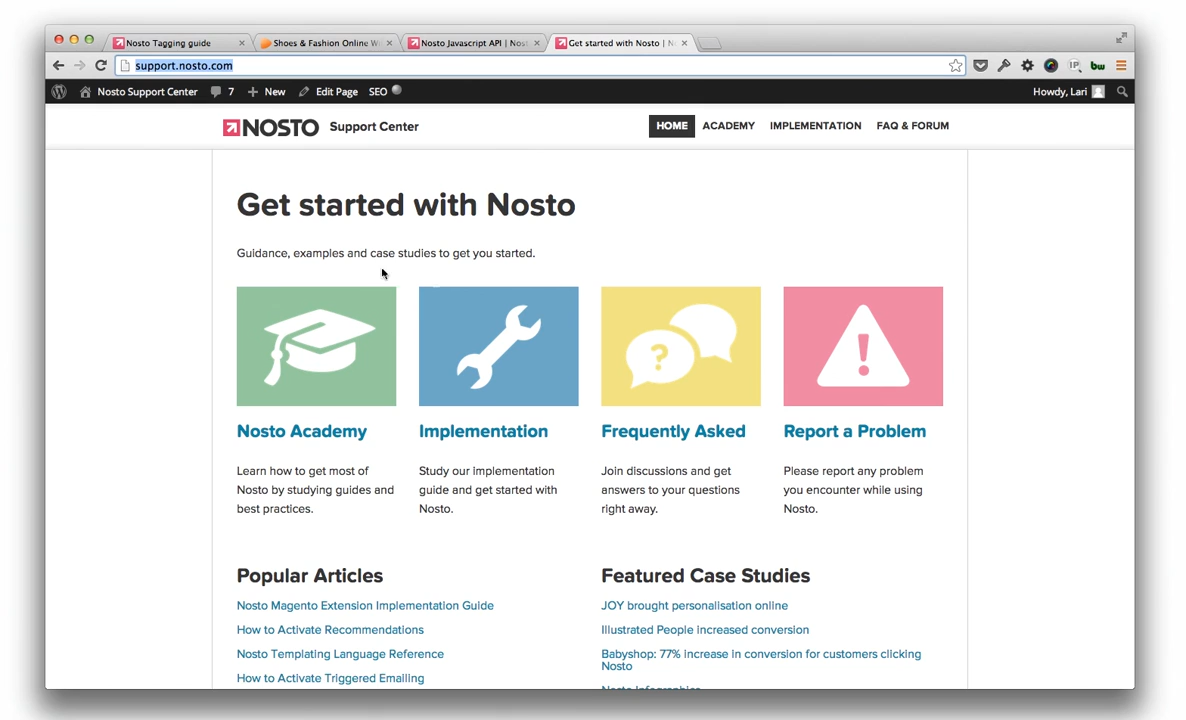 Nosto Tagging guide
Shoes & Fashion Online W
Nosto Javascript API | Nost
Get started with Nosto | N
support.nosto.com
IP
bw
Nosto Support Center
7
New
Edit Page
SEO
Howdy, Lari
NOSTO Support Center
HOME
ACADEMY
IMPLEMENTATION
FAQ & FORUM
Get started with Nosto
Guidance, examples and case studies to get you started.
?
!
Nosto Academy
Learn how to get most of
Nosto by studying guides and
best practices.
Implementation
Study our implementation
guide and get started with
Nosto.
Frequently Asked
Join discussions and get
answers to your questions
right away.
Report a Problem
Please report any problem
you encounter while using
Nosto.
Popular Articles
Nosto Magento Extension Implementation Guide
How to Activate Recommendations
Nosto Templating Language Reference
How to Activate Triggered Emailing
Featured Case Studies
JOY brought personalisation online
Illustrated People increased conversion
Babyshop: 77% increase in conversion for customers clicking
Nosto
Nosto Infographics